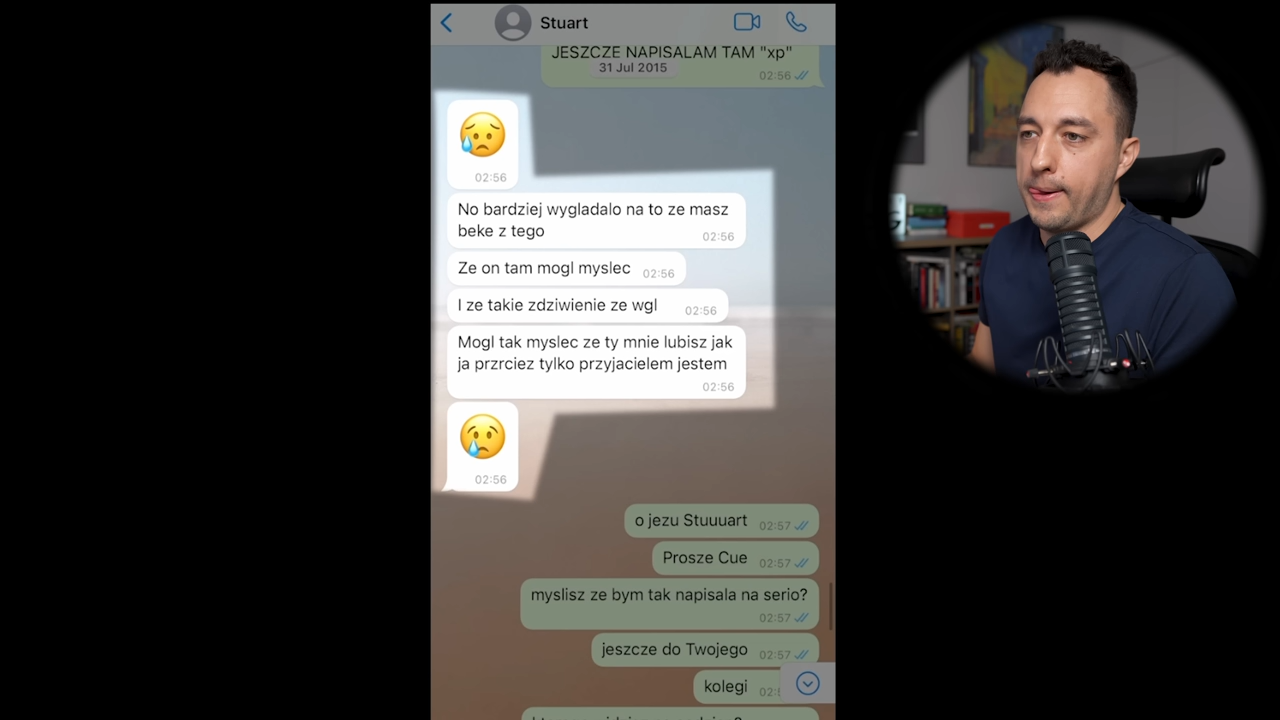 Stuart
JESZCZE NAPISALAM TAM "xp"
31 Jul 2015
02:56
02:56
No bardziej wygladalo na to ze masz
beke z tego
02:56
Ze on tam mogl myslec 02:56
I ze takie zdziwienie ze wgl 02:56
Mogl tak myslec ze ty mnie lubisz jak
ja przrciez tylko przyjacielem jestem
02:56
02:56
o jezu Stuuuart 02:57
Prosze Cue 02:57
myslisz ze bym tak napisala na serio?
02:57
jeszcze do Twojego 02:57
kolegi